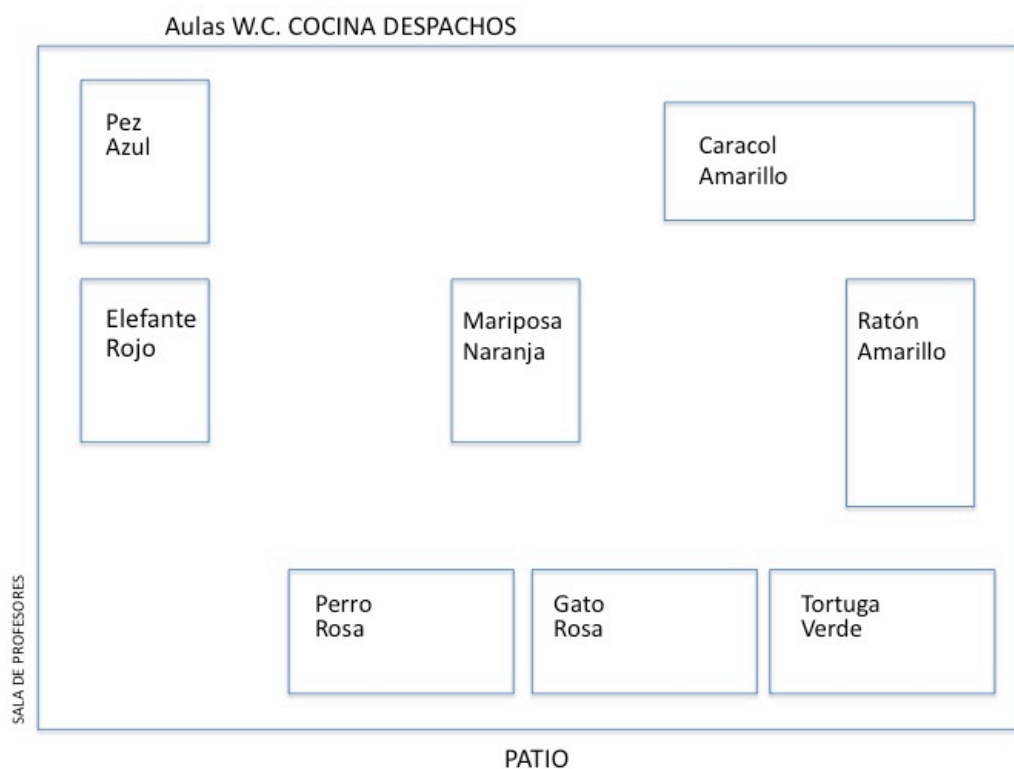 Aulas W.C. COCINA DESPACHOS
Pez
Azul
Caracol
Amarillo
Elefante
Rojo
Mariposa
Naranja
Ratón
Amarillo
SALA DE PROFESORES
Perro
Rosa
Gato
Rosa
Tortuga
Verde
PATIO